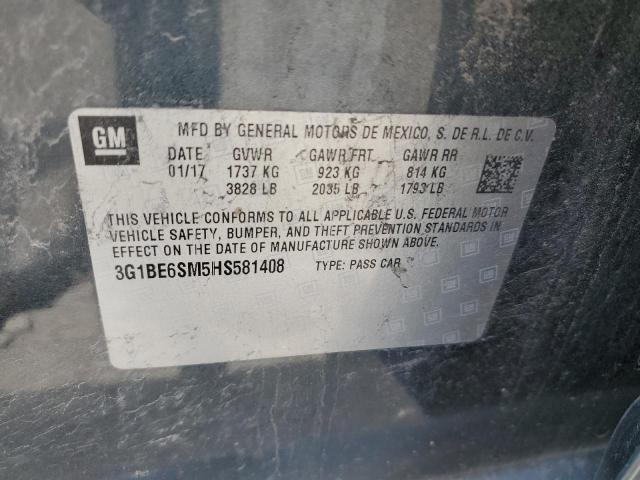 GM
MFD BY GENERAL MOTORS DE MEXICO, S. DE R.L. DE C.V.
DATE GVWR GAWR FRT GAWR RR
01/17 1737 KG 923 KG 814 KG
3828 LB 2035 LB 1793 LB
THIS VEHICLE CONFORMS TO ALL APPLICABLE U.S. FEDERAL MOTOR
VEHICLE SAFETY, BUMPER, AND THEFT PREVENTION STANDARDS IN
EFFECT ON THE DATE OF MANUFACTURE SHOWN ABOVE.
3G1BE6SM5HS581408 TYPE: PASS CAR